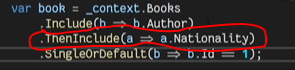 var book = _context.Books
.Include(b => b.Author)
.ThenInclude(a => a.Nationality)
.SingleOrDefault(b => b.Id == 1);